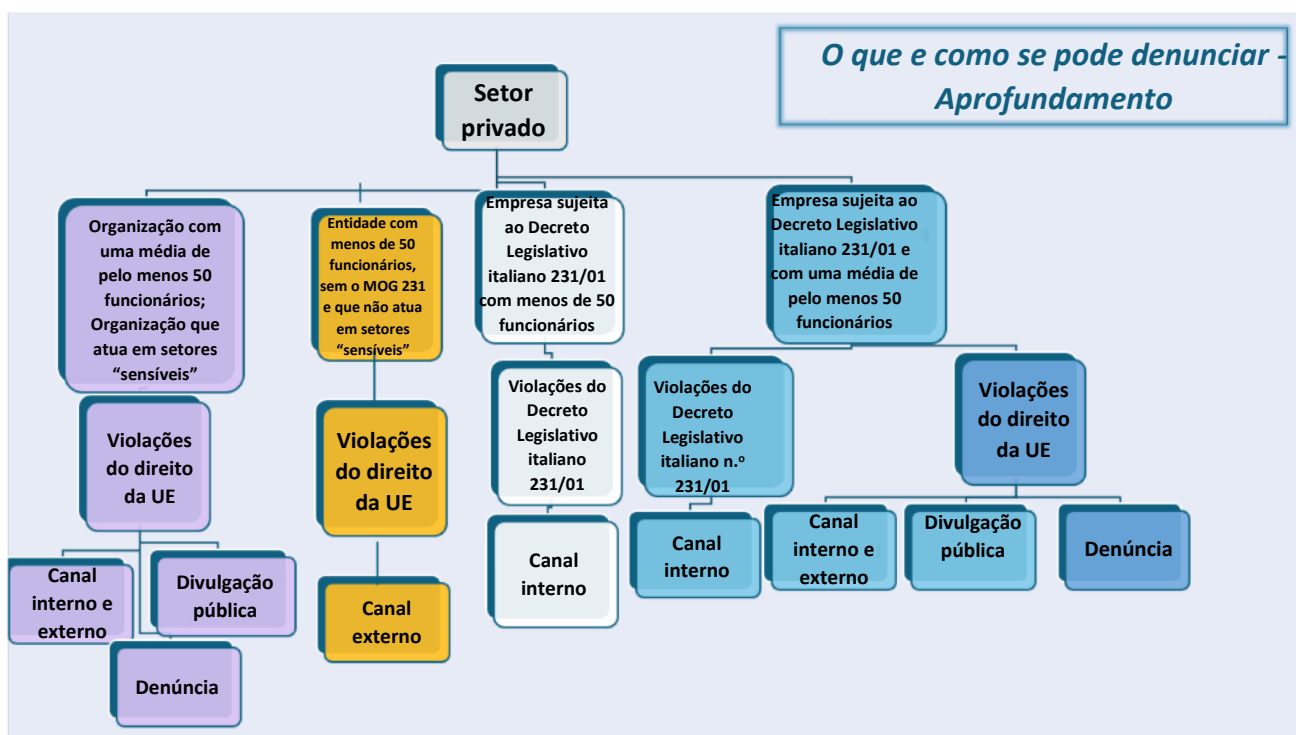 O que e como se pode denunciar -
Aprofundamento
Setor
privado
Organização com
uma média de
pelo menos 50
funcionários;
Organização que
atua em setores
“sensíveis”
Entidade com
menos de 50
funcionários,
sem o MOG 231
e que não atua
em setores
“sensíveis”
Empresa sujeita
ao Decreto
Legislativo
italiano 231/01
com menos de 50
funcionários
Empresa sujeita ao
Decreto Legislativo
italiano 231/01 e
com uma média de
pelo menos 50
funcionários
Violações
do direito
da UE
Violações
do direito
da UE
Violações do
Decreto
Legislativo
italiano
231/01
Violações do
Decreto
Legislativo
italiano n.º
231/01
Violações
do direito
da UE
Canal
interno e
externo
Divulgação
pública
Denúncia
Canal
externo
Canal
interno
Canal
interno
Canal
interno e
externo
Divulgação
pública
Denúncia